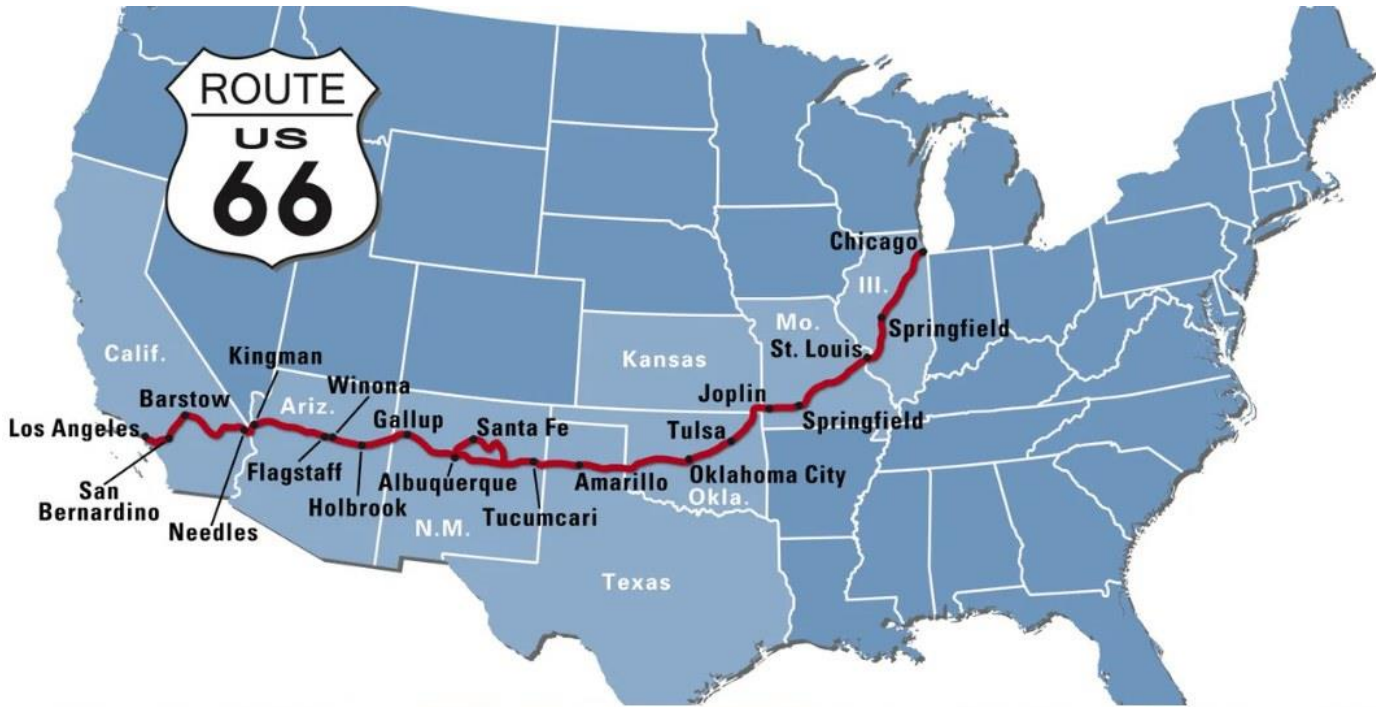 ROUTE
US
66
Chicago
Ill.
Springfield
Mo.
St. Louis
Kansas
Calif.
Kingman
Winona
Joplin
Springfield
Barstow
Ariz.
Gallup
Santa Fe
Tulsa
Los Angeles
Flagstaff
Albuquerque
Amarillo
Oklahoma City
San
Bernardino
Holbrook
Tucumcari
Okla.
Needles
N.M.
Texas